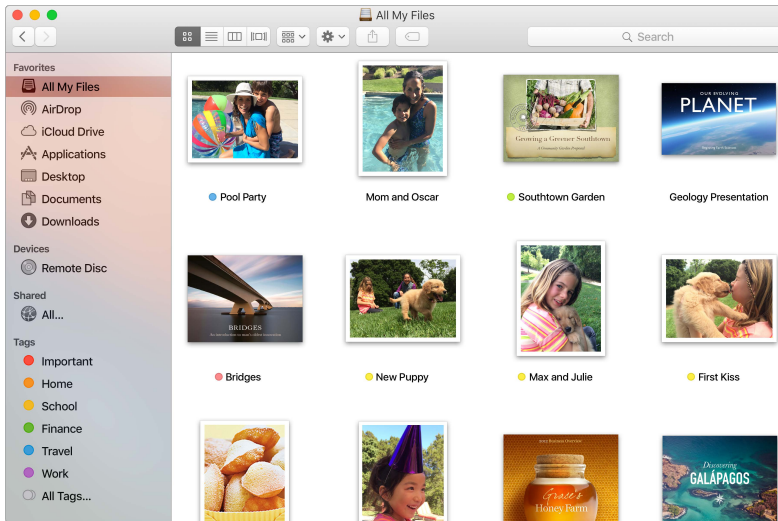 All My Files
Search
Favorites
All My Files
AirDrop
iCloud Drive
Applications
Desktop
Documents
Downloads
Devices
Remote Disc
Shared
All...
Tags
Important
Home
School
Finance
Travel
Work
All Tags...
Growing a Greener Southtown
A Community Garden Proposal
OUR EVOLVING
PLANET
Pool Party
Mom and Oscar
Southtown Garden
Geology Presentation
BRIDGES
Bridges
New Puppy
Max and Julie
First Kiss
Grace's
Honey Farm
Discovering
GALÁPAGOS